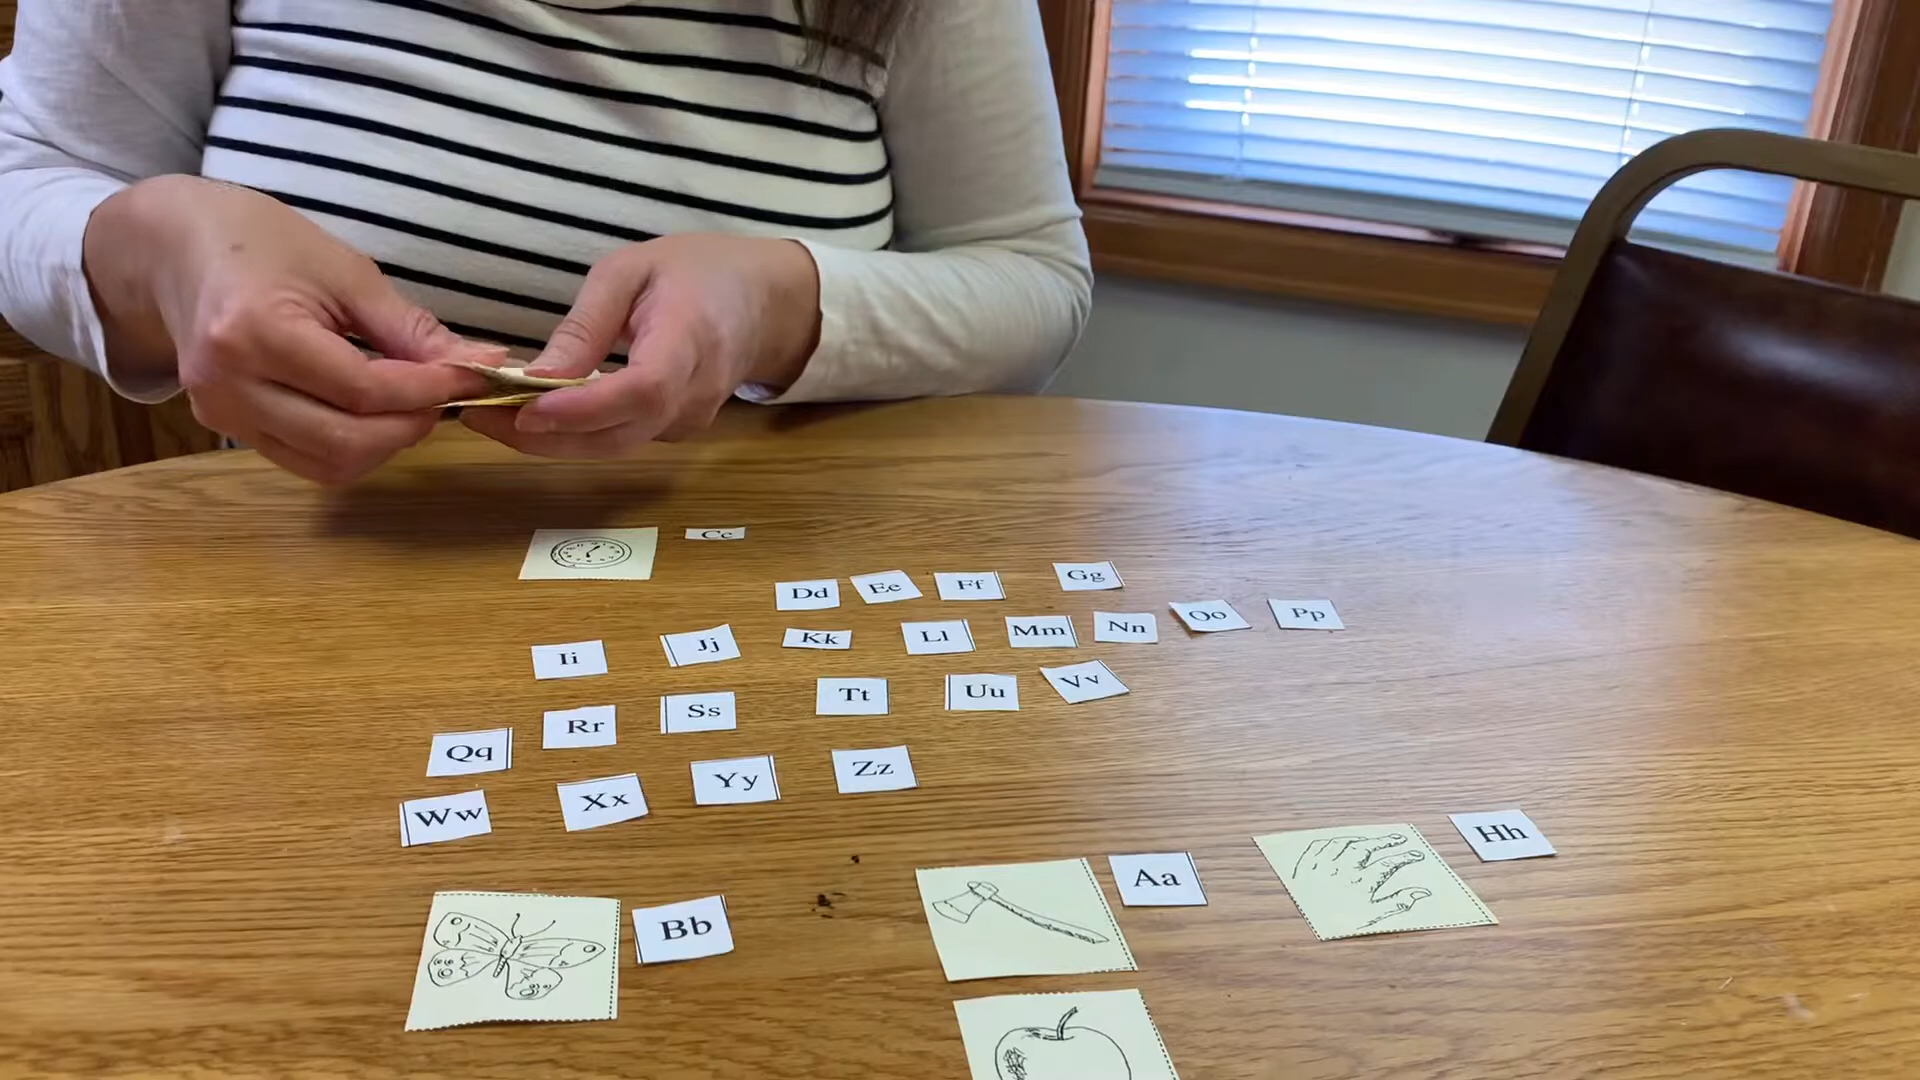 Cc
Dd
Ee
Ff
Gg
Ii
Jj
Kk
Ll
Mm
Nn
Oo
Pp
Qq
Rr
Ss
Tt
Uu
Vv
Ww
Xx
Yy
Zz
Bb
Aa
Hh